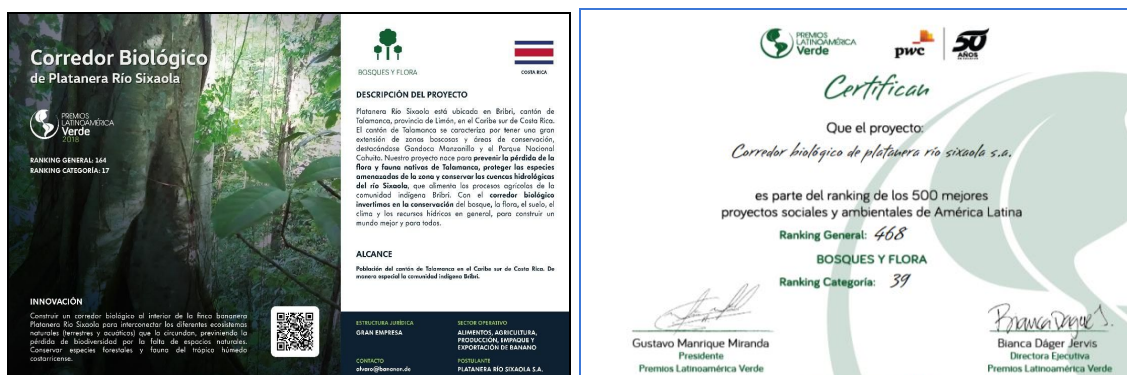 Corredor Biológico
de Platanera Río Sixaola
PREMIOS
LATINOAMÉRICA
Verde
2018
RANKING GENERAL: 164
RANKING CATEGORÍA: 17
INNOVACIÓN
Construir un corredor biológico al interior de la finca bananera
Platanera Río Sixaola para interconectar los diferentes ecosistemas
naturales (terrestres y acuáticos) que la circundan, previniendo la
pérdida de biodiversidad por la falta de espacios naturales.
Conservar especies forestales y fauna del trópico húmedo
costarricense.
BOSQUES Y FLORA
COSTA RICA
DESCRIPCIÓN DEL PROYECTO
Platanera Río Sixaola está ubicada en Bribri, cantón de
Talamanca, provincia de Limón, en el Caribe sur de Costa Rica.
El cantón de Talamanca se caracteriza por tener una gran
extensión de zonas boscosas y áreas de conservación,
destacándose Gandoca Manzanillo y el Parque Nacional
Cahuita. Nuestro proyecto nace para prevenir la pérdida de la
flora y fauna nativas de Talamanca, proteger las especies
amenazadas de la zona y conservar las cuencas hidrológicas
del río Sixaola, que alimenta los procesos agrícolas de la
comunidad indígena Bribri. Con el corredor biológico
invertimos en la conservación del bosque, la flora, el suelo, el
clima y los recursos hídricos en general, para construir un
mundo mejor y para todos.
ALCANCE
Población del cantón de Talamanca en el Caribe sur de Costa Rica. De
manera especial la comunidad indígena Bribri.
ESTRUCTURA JURÍDICA
GRAN EMPRESA
SECTOR OPERATIVO
ALIMENTOS, AGRICULTURA,
PRODUCCIÓN, EMPAQUE Y
EXPORTACIÓN DE BANANO
CONTACTO
alvaro@bananen.de
POSTULANTE
PLATANERA RÍO SIXAOLA S.A.
PREMIOS
LATINOAMÉRICA
Verde
pwc
50
AÑOS
Certifican
Que el proyecto:
Corredor biológico de platanera río sixaola s.a.
es parte del ranking de los 500 mejores
proyectos sociales y ambientales de América Latina
Ranking General: 468
BOSQUES Y FLORA
Ranking Categoría: 39
Bianca Dáger J.
Gustavo Manrique Miranda
Presidente
Premios Latinoamérica Verde
Bianca Dáger Jervis
Directora Ejecutiva
Premios Latinoamérica Verde